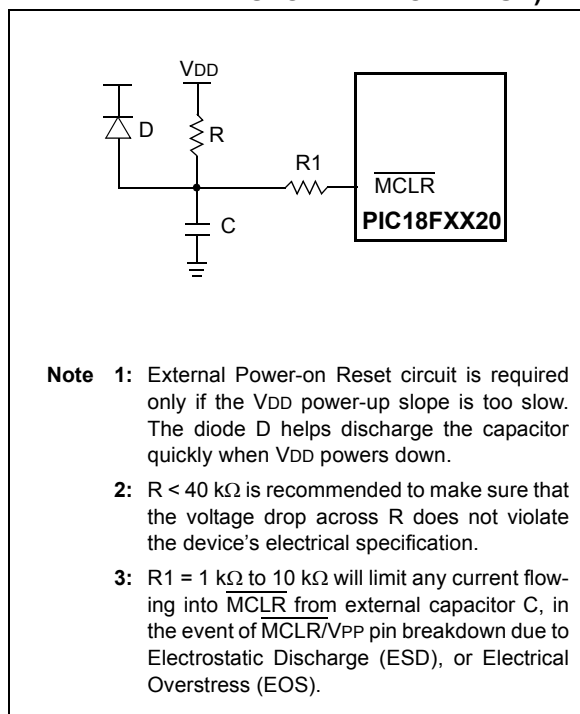 VDD
D
R
R1
MCLR
C
PIC18FXX20
Note 1: External Power-on Reset circuit is required
only if the VDD power-up slope is too slow.
The diode D helps discharge the capacitor
quickly when VDD powers down.
2: R < 40 kΩ is recommended to make sure that
the voltage drop across R does not violate
the device's electrical specification.
3: R1 = 1 kΩ to 10 kΩ will limit any current flow-
ing into MCLR from external capacitor C, in
the event of MCLR/VPP pin breakdown due to
Electrostatic Discharge (ESD), or Electrical
Overstress (EOS).